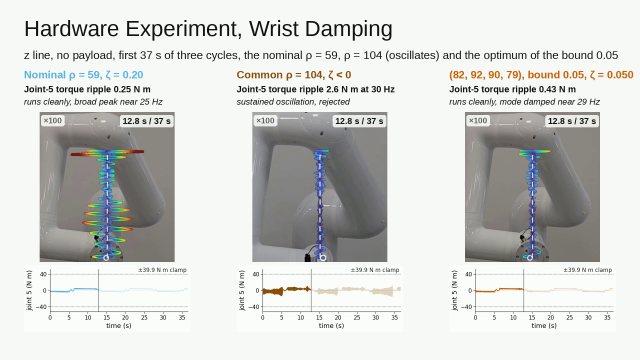 Hardware Experiment, Wrist Damping
z line, no payload, first 37 s of three cycles, the nominal ρ = 59, ρ = 104 (oscillates) and the optimum of the bound 0.05
Nominal ρ = 59, ζ = 0.20
Joint-5 torque ripple 0.25 N m
runs cleanly, broad peak near 25 Hz
×100
12.8 s / 37 s
±39.9 N m clamp
joint 5 (N m)
40
0
−40
0 5 10 15 20 25 30 35
time (s)
Common ρ = 104, ζ < 0
Joint-5 torque ripple 2.6 N m at 30 Hz
sustained oscillation, rejected
×100
12.8 s / 37 s
±39.9 N m clamp
joint 5 (N m)
40
0
−40
0 5 10 15 20 25 30 35
time (s)
(82, 92, 90, 79), bound 0.05, ζ = 0.050
Joint-5 torque ripple 0.43 N m
runs cleanly, mode damped near 29 Hz
×100
12.8 s / 37 s
±39.9 N m clamp
joint 5 (N m)
40
0
−40
0 5 10 15 20 25 30 35
time (s)